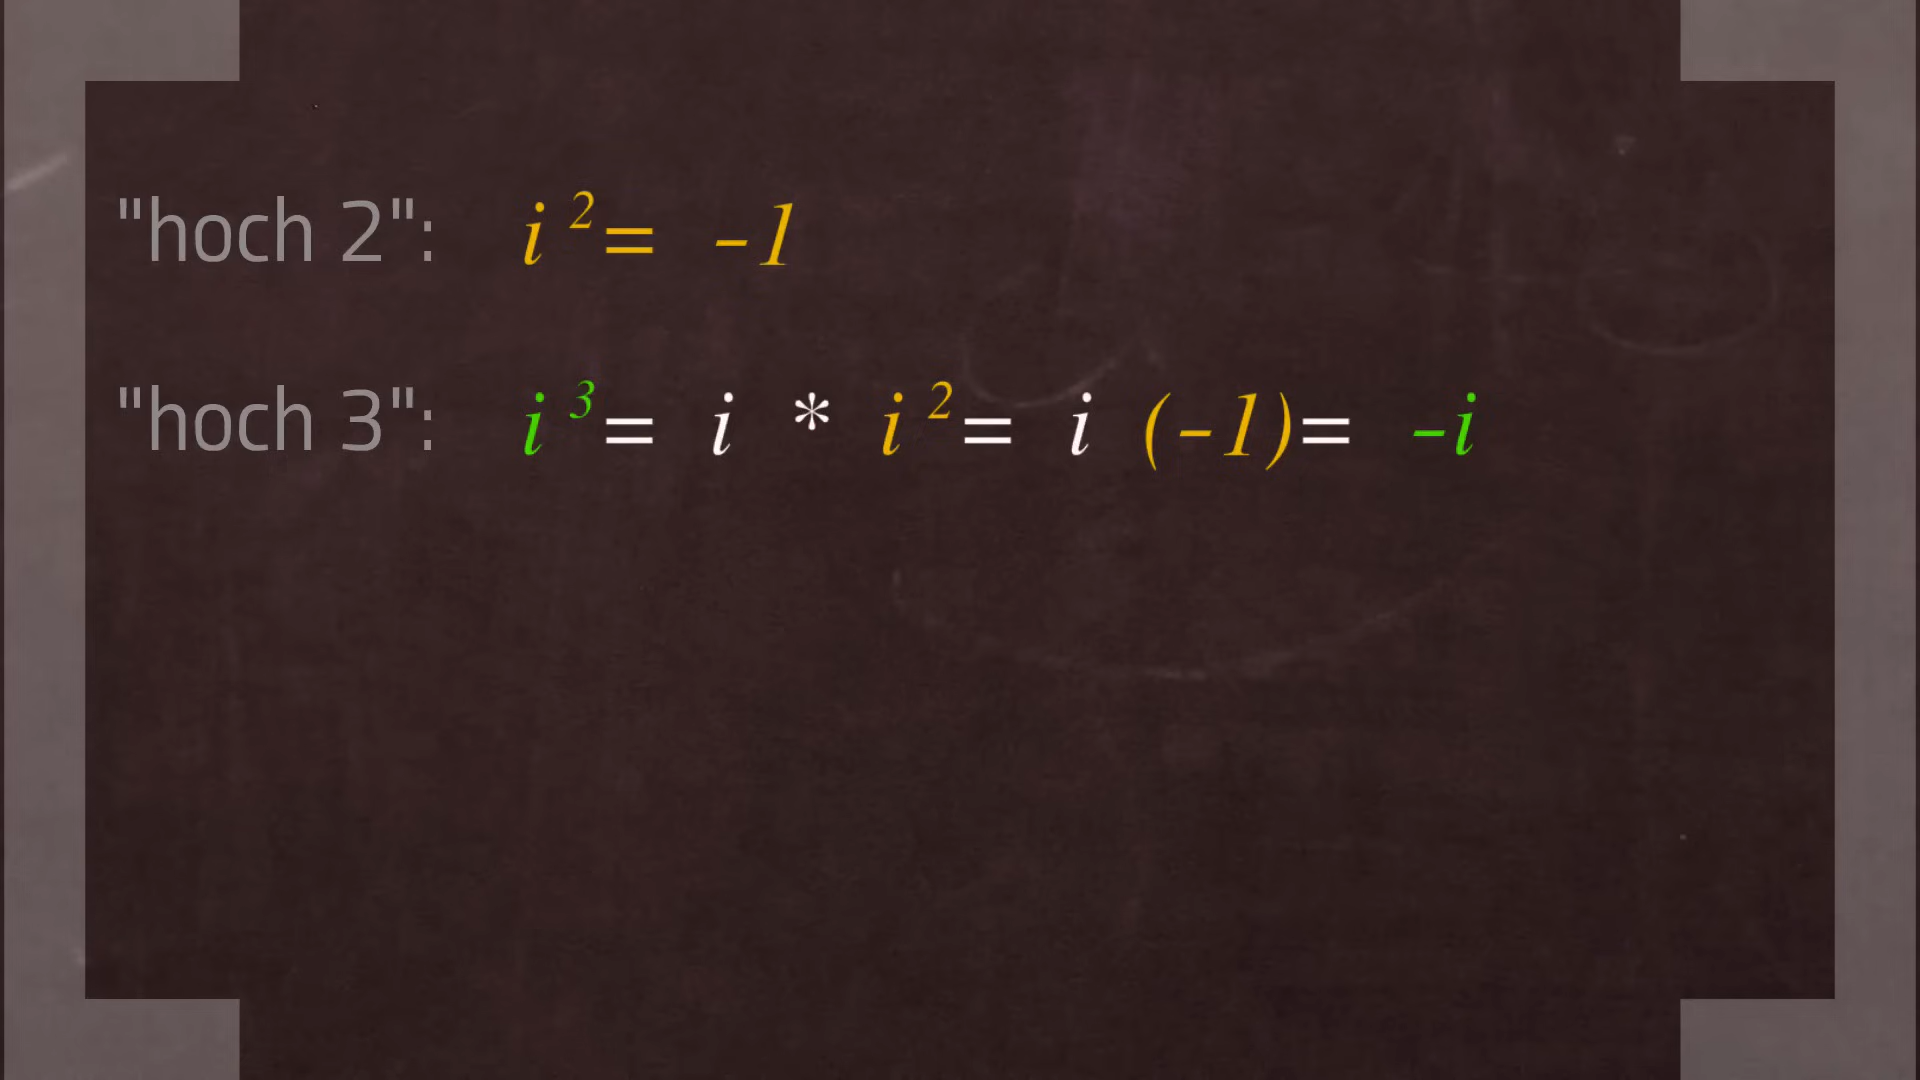 "hoch 2": i² = -1
"hoch 3": i³ = i * i² = i (-1) = -i